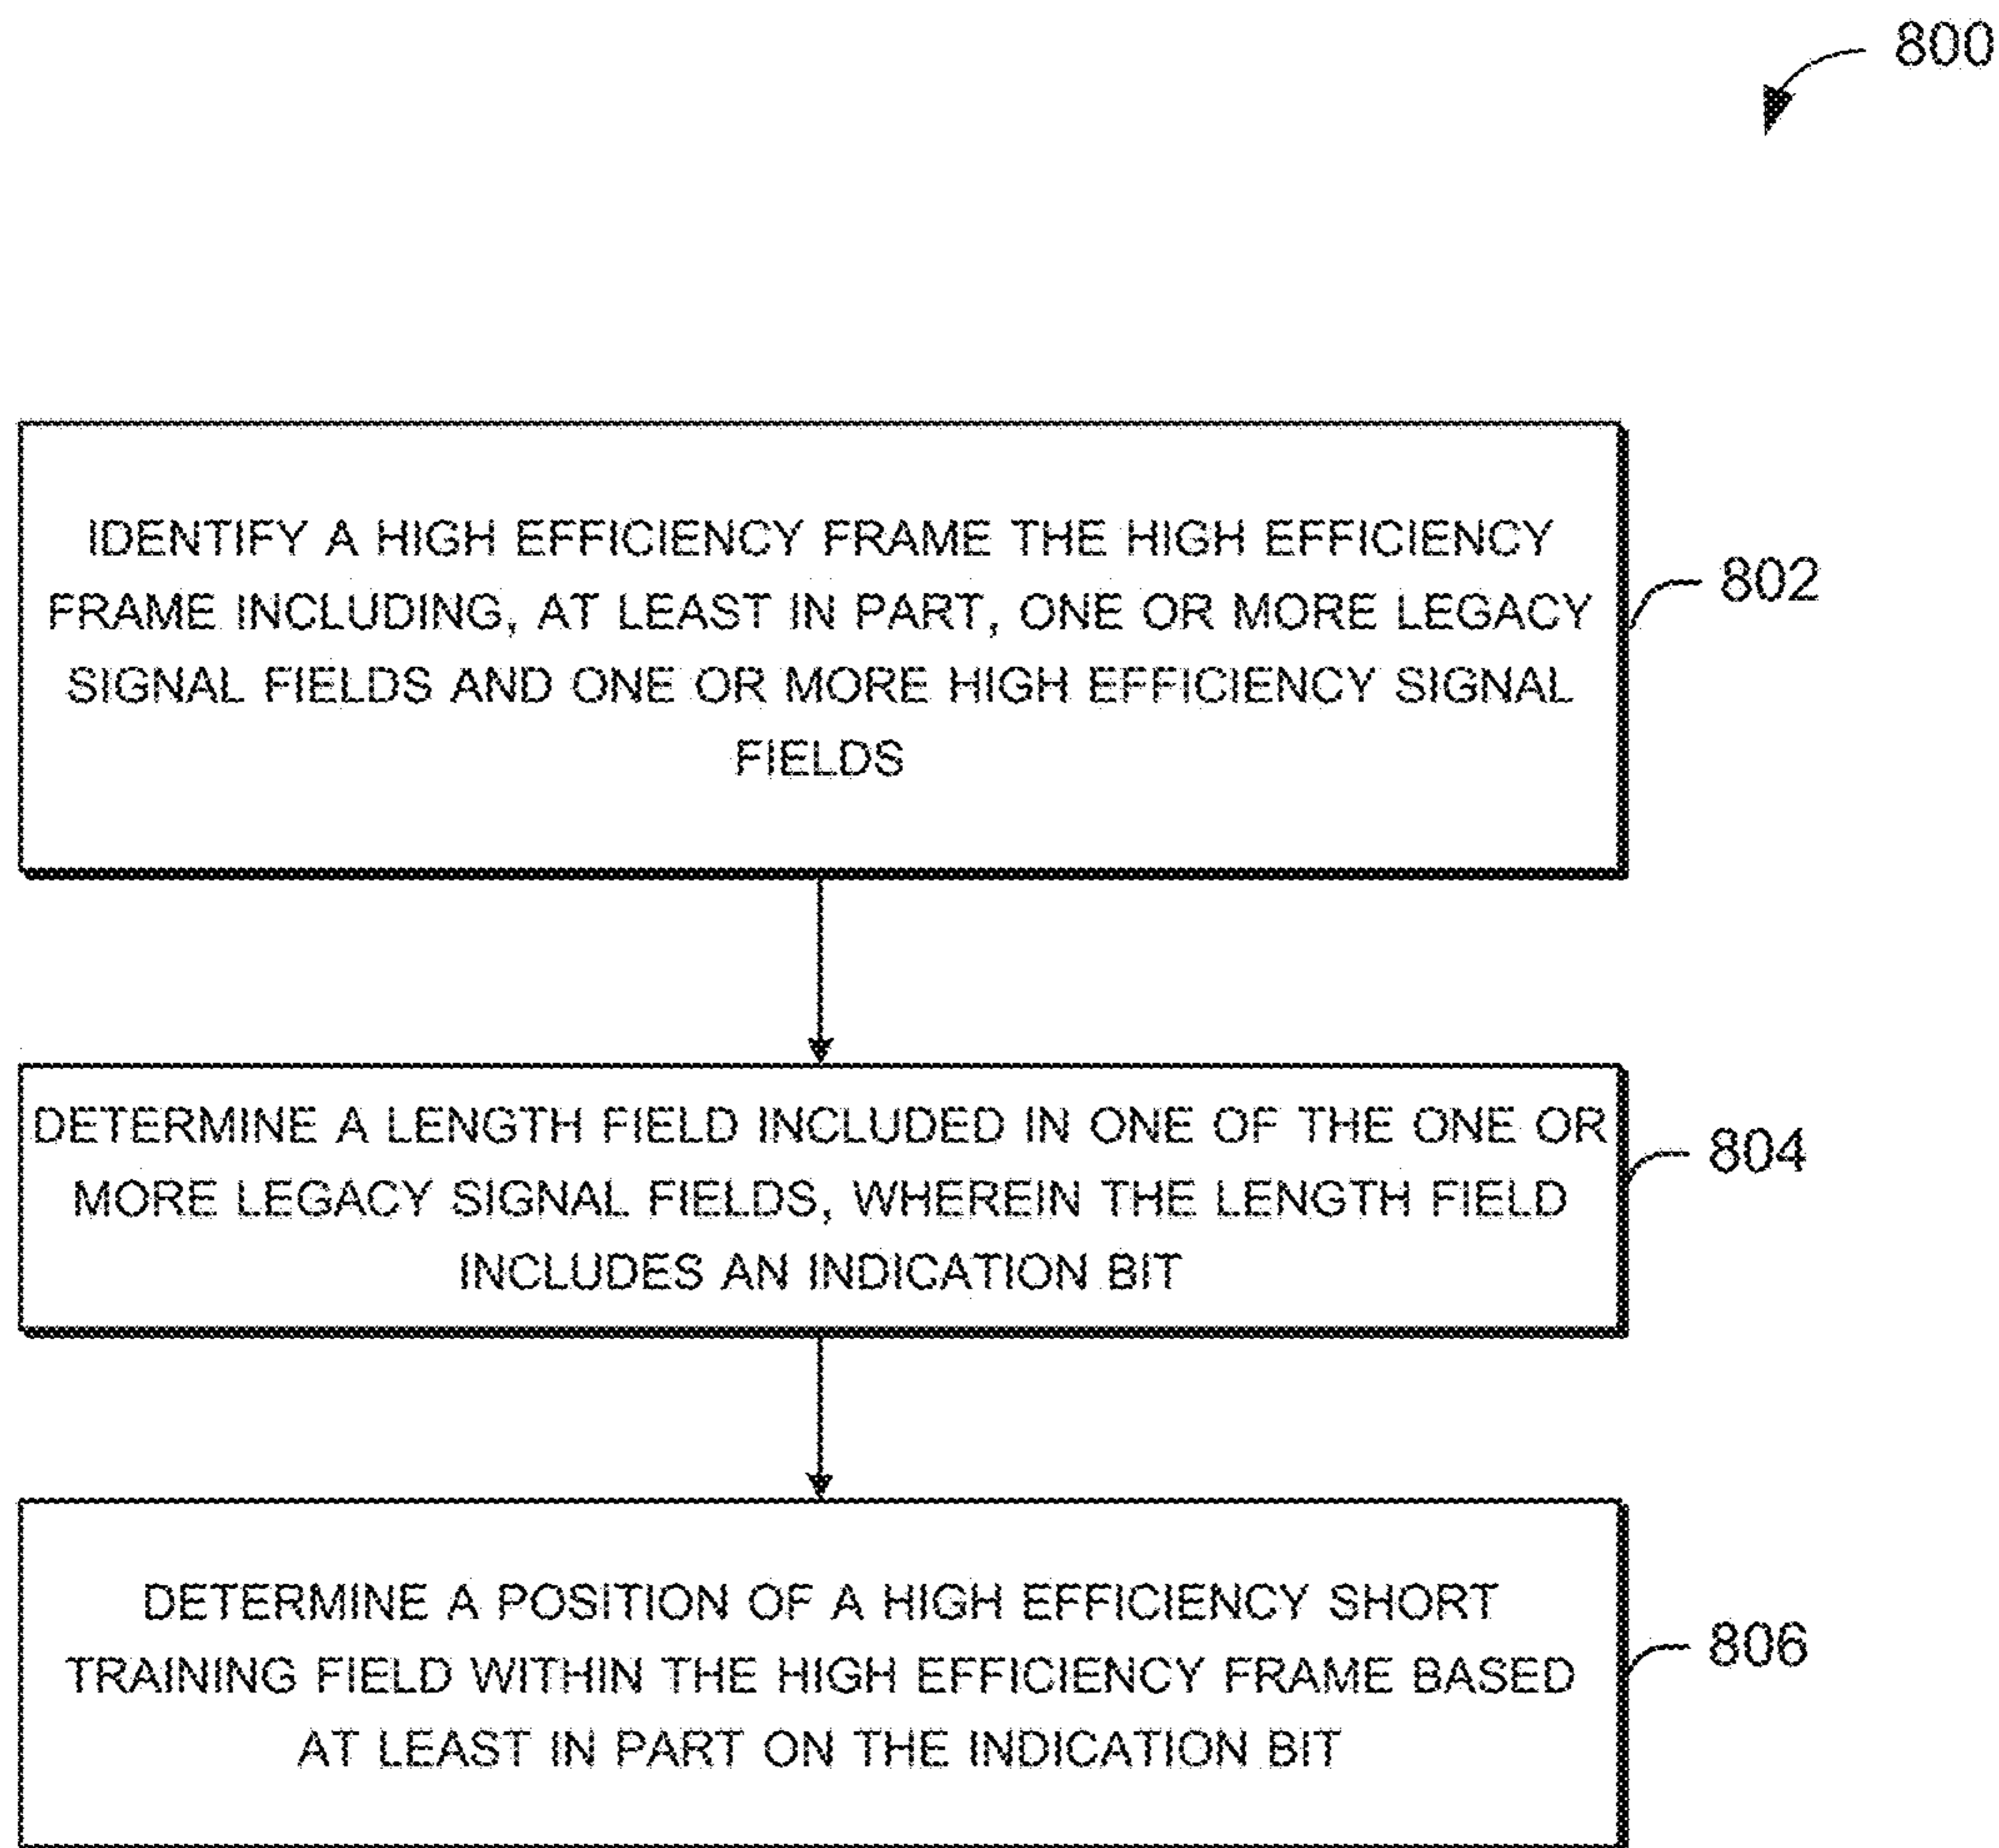 800
IDENTIFY A HIGH EFFICIENCY FRAME THE HIGH EFFICIENCY
FRAME INCLUDING, AT LEAST IN PART, ONE OR MORE LEGACY
SIGNAL FIELDS AND ONE OR MORE HIGH EFFICIENCY SIGNAL
FIELDS
802
DETERMINE A LENGTH FIELD INCLUDED IN ONE OF THE ONE OR
MORE LEGACY SIGNAL FIELDS, WHEREIN THE LENGTH FIELD
INCLUDES AN INDICATION BIT
804
DETERMINE A POSITION OF A HIGH EFFICIENCY SHORT
TRAINING FIELD WITHIN THE HIGH EFFICIENCY FRAME BASED
AT LEAST IN PART ON THE INDICATION BIT
806